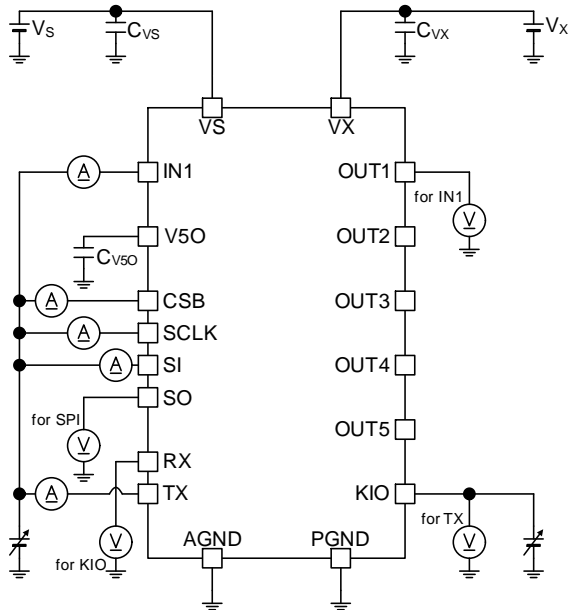 VS CVS CVX VX
VS VX
IN1 A OUT1
for IN1 V
V5O OUT2
CV5O
A CSB OUT3
A SCLK
A SI OUT4
SO
for SPI V OUT5
RX
A TX KIO
for TX V
AGND PGND
V
for KIO